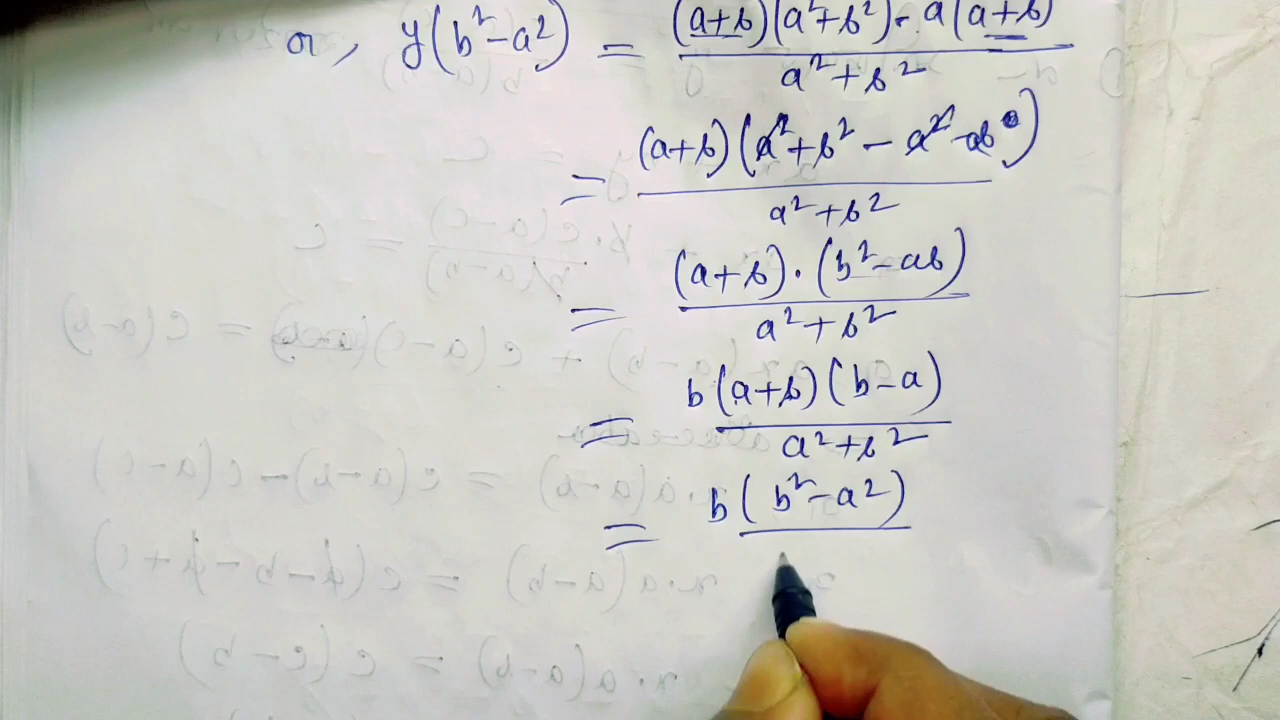 or, y(b²-a²) = (a+b)(a²+b²) - a(a+b) / a²+b²
= (a+b)(a²+b² - a² - ab) / a²+b²
= (a+b)·(b²-ab) / a²+b²
= b(a+b)(b-a) / a²+b²
= b(b²-a²)